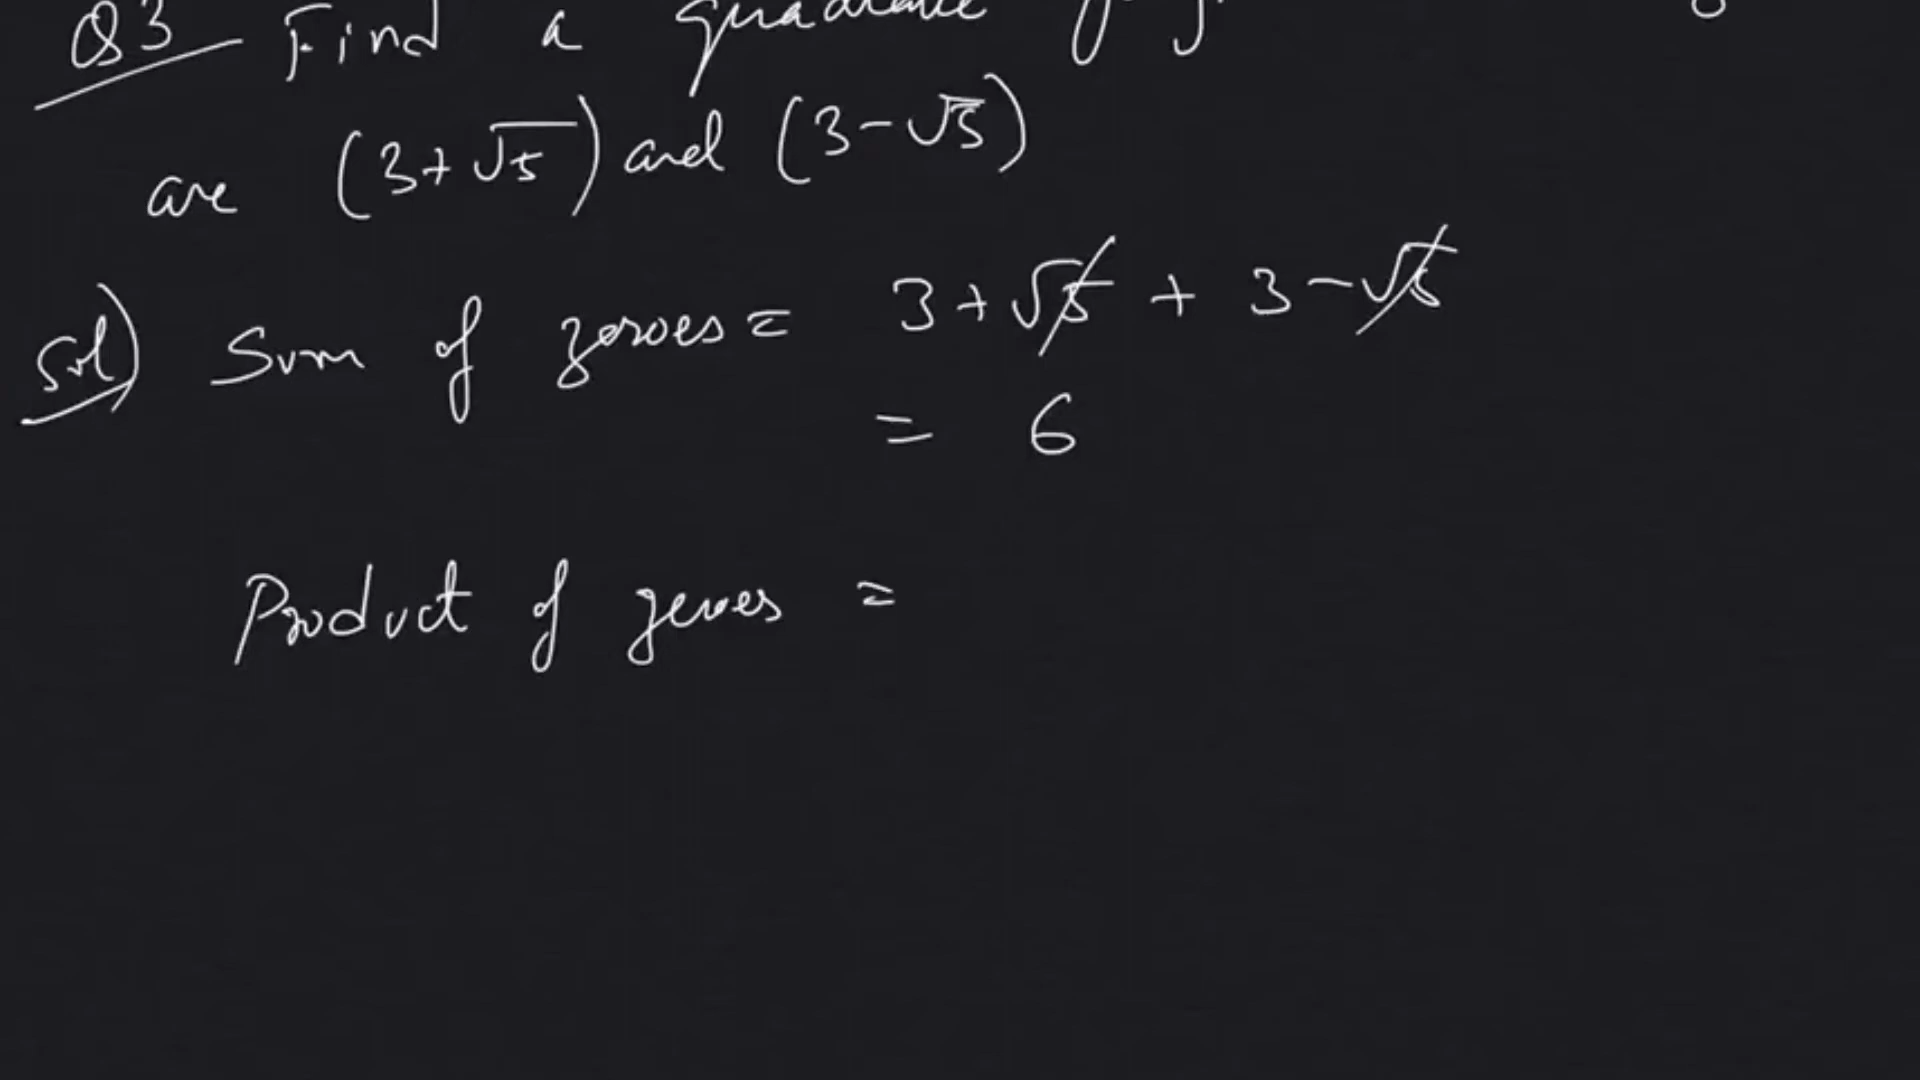 Q3 Find a quadratic
are (3+√5) and (3-√5)
Sol) Sum of zeroes = 3+√5 + 3-√5
= 6
Product of zeroes =